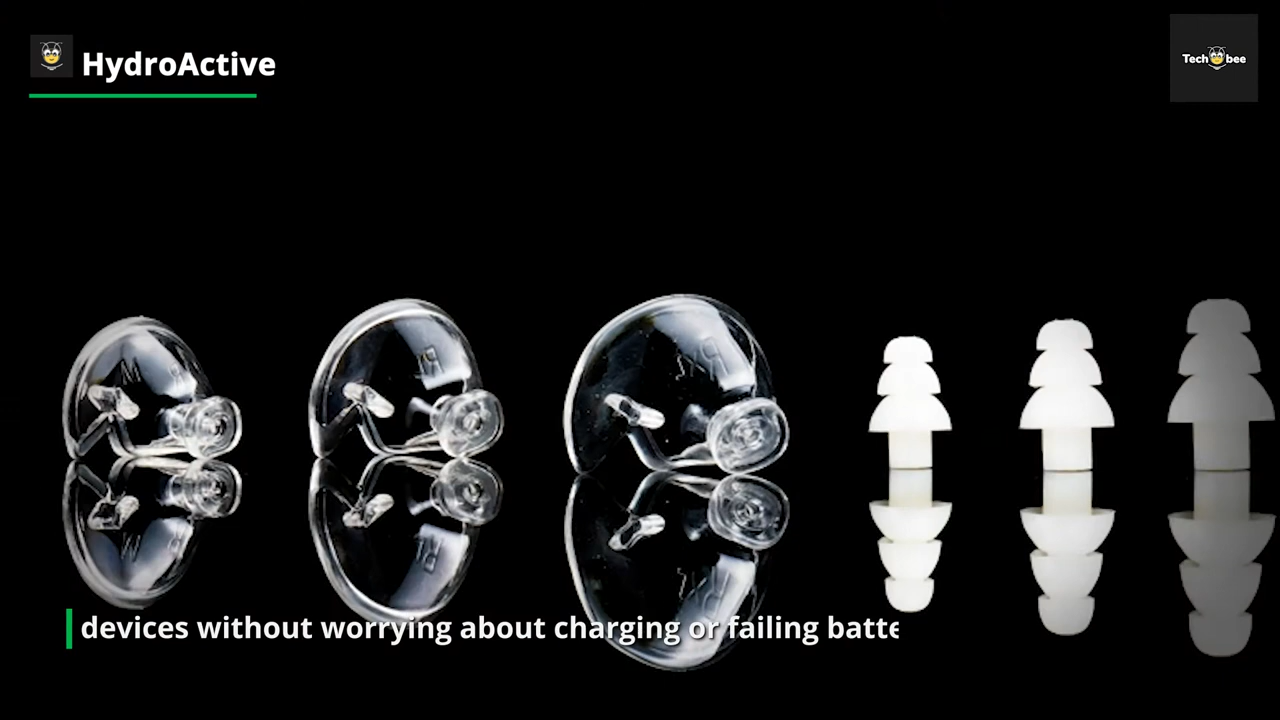 HydroActive
Tech bee
devices without worrying about charging or failing batte